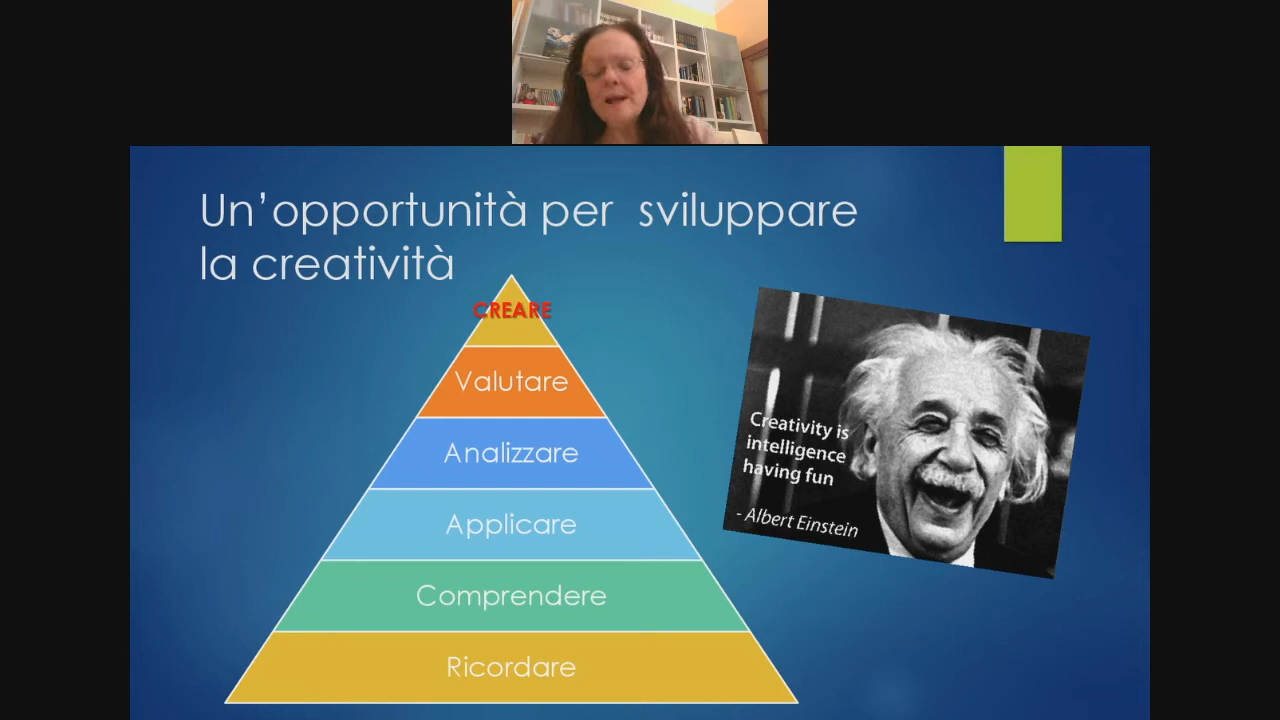 Un’opportunità per  sviluppare
la creatività
CREARE
Valutare
Analizzare
Applicare
Comprendere
Ricordare
Creativity is
intelligence
having fun
- Albert Einstein